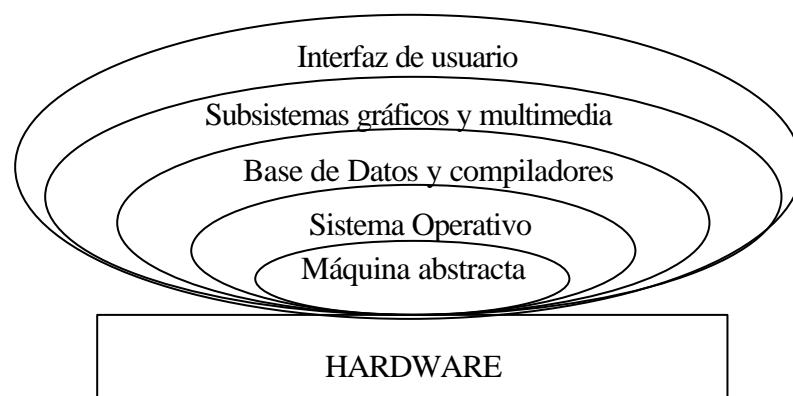 Interfaz de usuario
Subsistemas gráficos y multimedia
Base de Datos y compiladores
Sistema Operativo
Máquina abstracta
HARDWARE